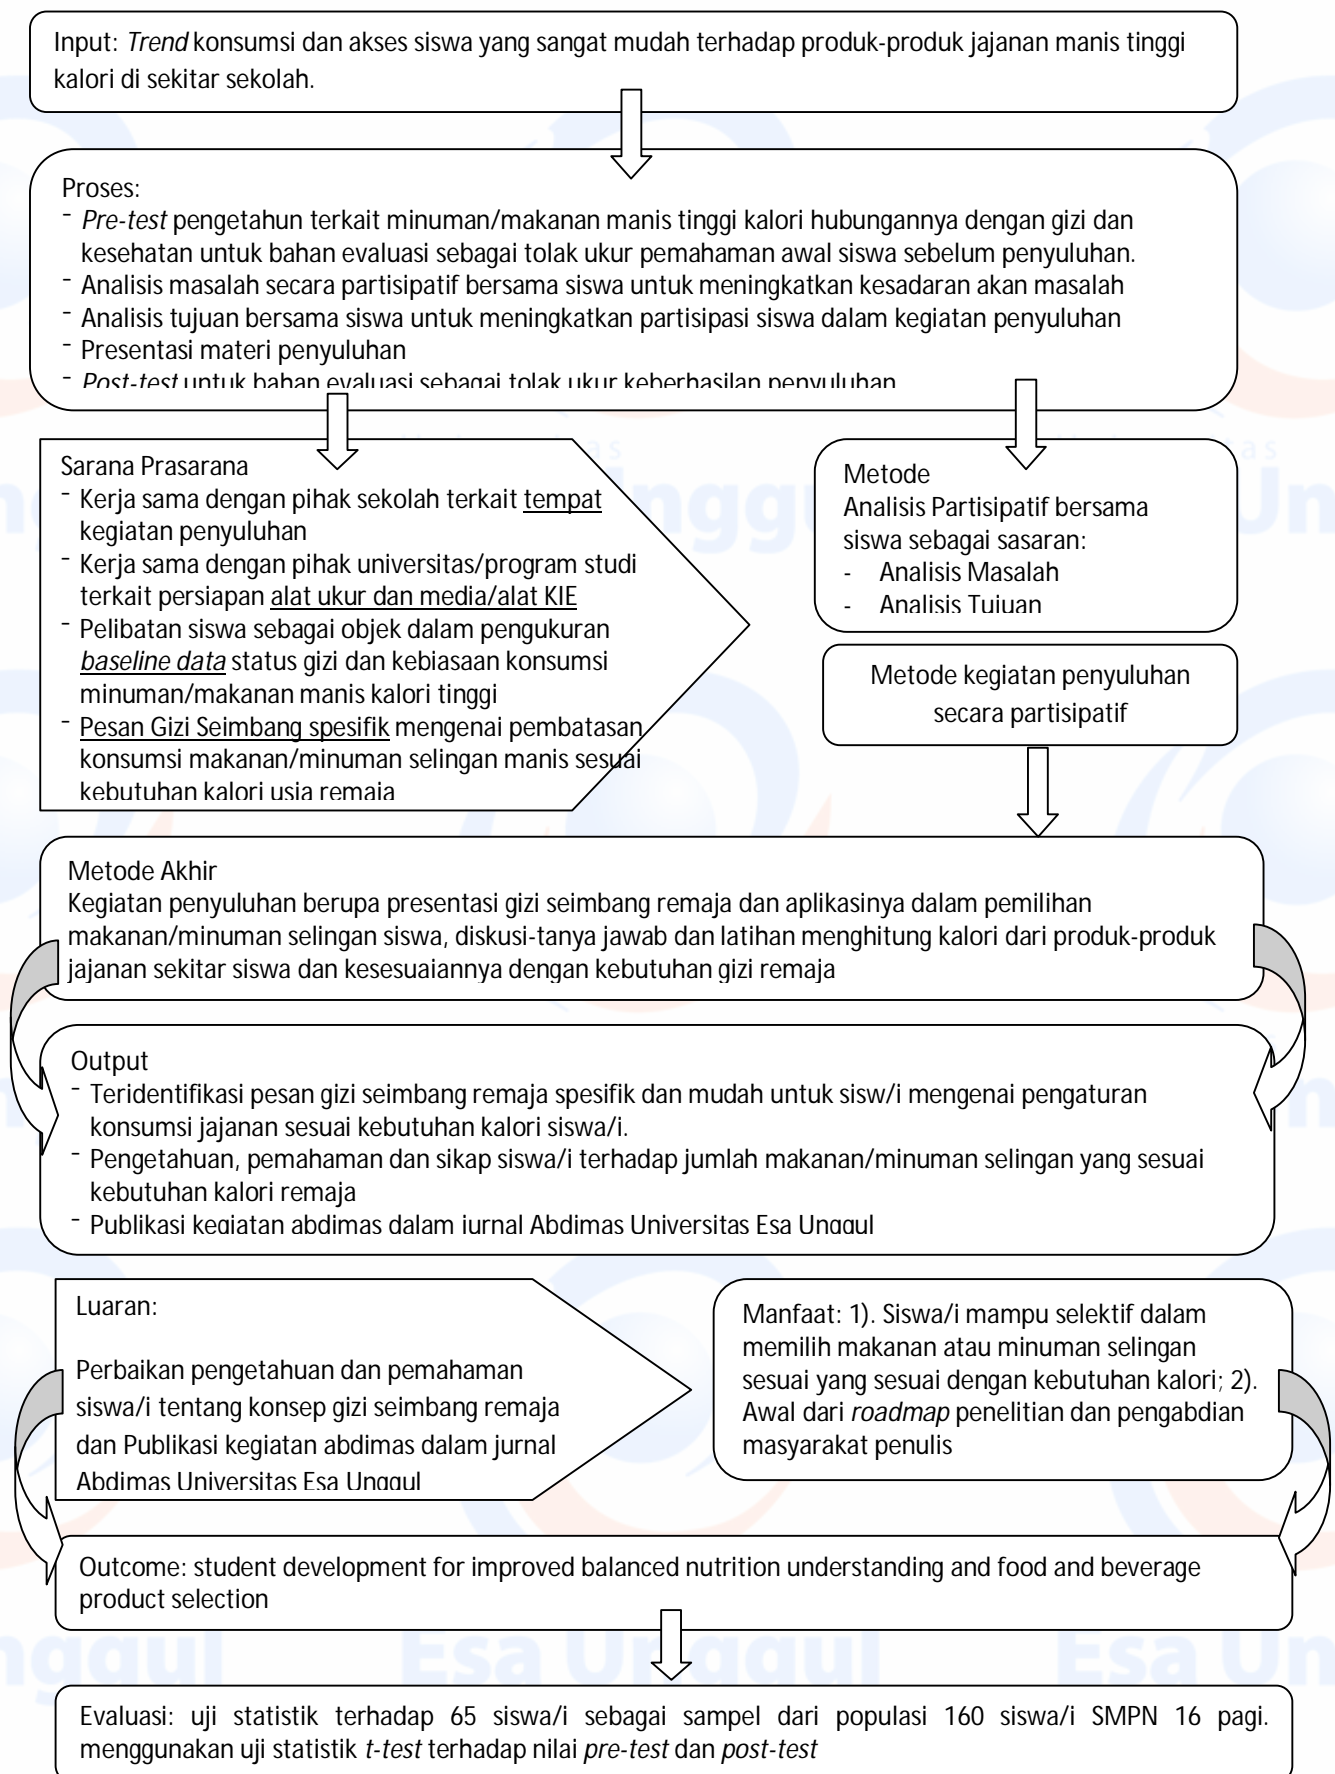 Input: Trend konsumsi dan akses siswa yang sangat mudah terhadap produk-produk jajanan manis tinggi
kalori di sekitar sekolah.
Proses:
- Pre-test pengetahun terkait minuman/makanan manis tinggi kalori hubungannya dengan gizi dan
kesehatan untuk bahan evaluasi sebagai tolak ukur pemahaman awal siswa sebelum penyuluhan.
- Analisis masalah secara partisipatif bersama siswa untuk meningkatkan kesadaran akan masalah
- Analisis tujuan bersama siswa untuk meningkatkan partisipasi siswa dalam kegiatan penyuluhan
- Presentasi materi penyuluhan
- Post-test untuk bahan evaluasi sebagai tolak ukur keberhasilan penyuluhan
Sarana Prasarana
- Kerja sama dengan pihak sekolah terkait tempat
kegiatan penyuluhan
- Kerja sama dengan pihak universitas/program studi
terkait persiapan alat ukur dan media/alat KIE
- Pelibatan siswa sebagai objek dalam pengukuran
baseline data status gizi dan kebiasaan konsumsi
minuman/makanan manis kalori tinggi
- Pesan Gizi Seimbang spesifik mengenai pembatasan
konsumsi makanan/minuman selingan manis sesuai
kebutuhan kalori usia remaja
Metode
Analisis Partisipatif bersama
siswa sebagai sasaran:
- Analisis Masalah
- Analisis Tujuan
Metode kegiatan penyuluhan
secara partisipatif
Metode Akhir
Kegiatan penyuluhan berupa presentasi gizi seimbang remaja dan aplikasinya dalam pemilihan
makanan/minuman selingan siswa, diskusi-tanya jawab dan latihan menghitung kalori dari produk-produk
jajanan sekitar siswa dan kesesuaiannya dengan kebutuhan gizi remaja
Output
- Teridentifikasi pesan gizi seimbang remaja spesifik dan mudah untuk sisw/i mengenai pengaturan
konsumsi jajanan sesuai kebutuhan kalori siswa/i.
- Pengetahuan, pemahaman dan sikap siswa/i terhadap jumlah makanan/minuman selingan yang sesuai
kebutuhan kalori remaja
- Publikasi kegiatan abdimas dalam jurnal Abdimas Universitas Esa Unggul
Luaran:
Perbaikan pengetahuan dan pemahaman
siswa/i tentang konsep gizi seimbang remaja
dan Publikasi kegiatan abdimas dalam jurnal
Abdimas Universitas Esa Unggul
Manfaat: 1). Siswa/i mampu selektif dalam
memilih makanan atau minuman selingan
sesuai yang sesuai dengan kebutuhan kalori; 2).
Awal dari roadmap penelitian dan pengabdian
masyarakat penulis
Outcome: student development for improved balanced nutrition understanding and food and beverage
product selection
Esa Unggul
Evaluasi: uji statistik terhadap 65 siswa/i sebagai sampel dari populasi 160 siswa/i SMPN 16 pagi.
menggunakan uji statistik t-test terhadap nilai pre-test dan post-test